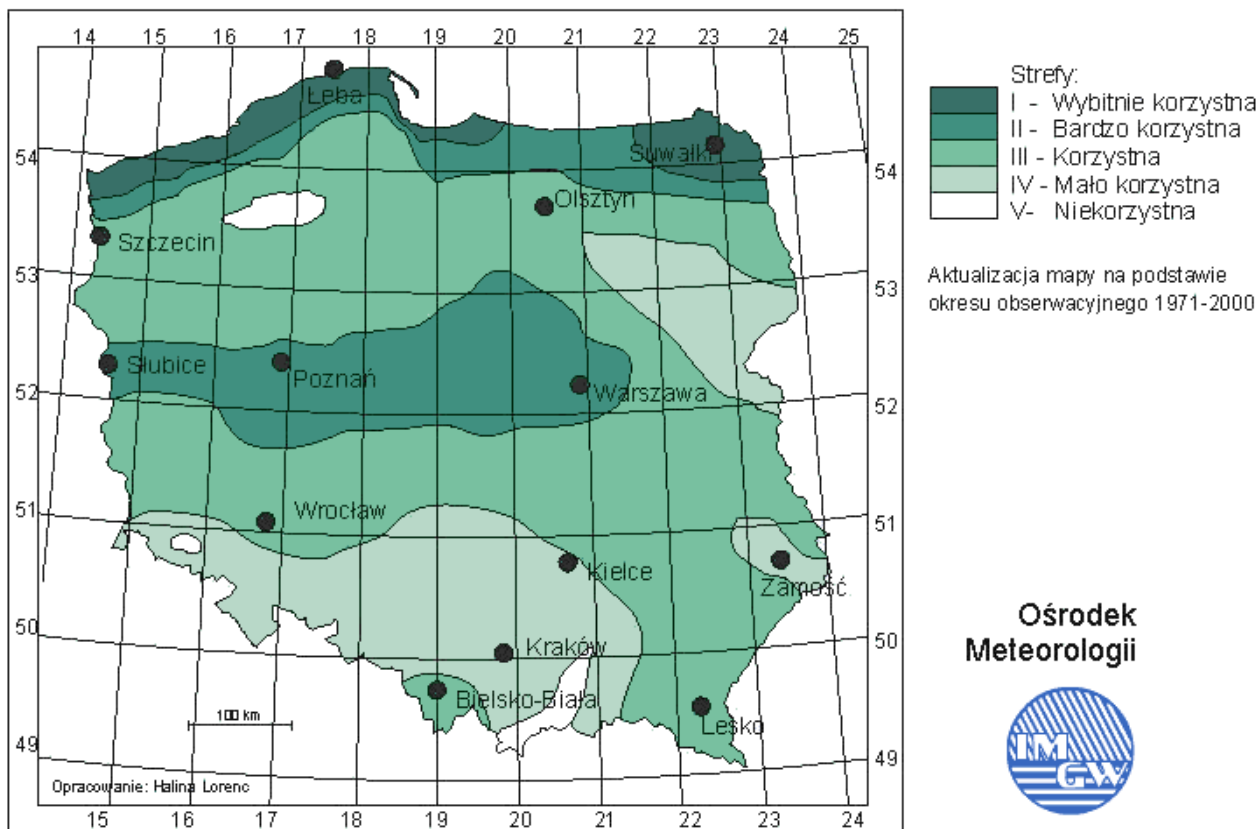 14 15 16 17 18 19 20 21 22 23 24 25
Łeba
Suwałki
54 54
Olsztyn
Szczecin
53 53
Słubice
Poznań
Warszawa
52 52
Wrocław
51 51
Kielce
Zamość
50 50
Kraków
Bielsko-Biała
Lesko
100 km
49 49
Opracowanie: Halina Lorenc
15 16 17 18 19 20 21 22 23 24
Strefy:
I - Wybitnie korzystna
II - Bardzo korzystna
III - Korzystna
IV - Mało korzystna
V- Niekorzystna
Aktualizacja mapy na podstawie
okresu obserwacyjnego 1971-2000
Ośrodek
Meteorologii
IM
GW